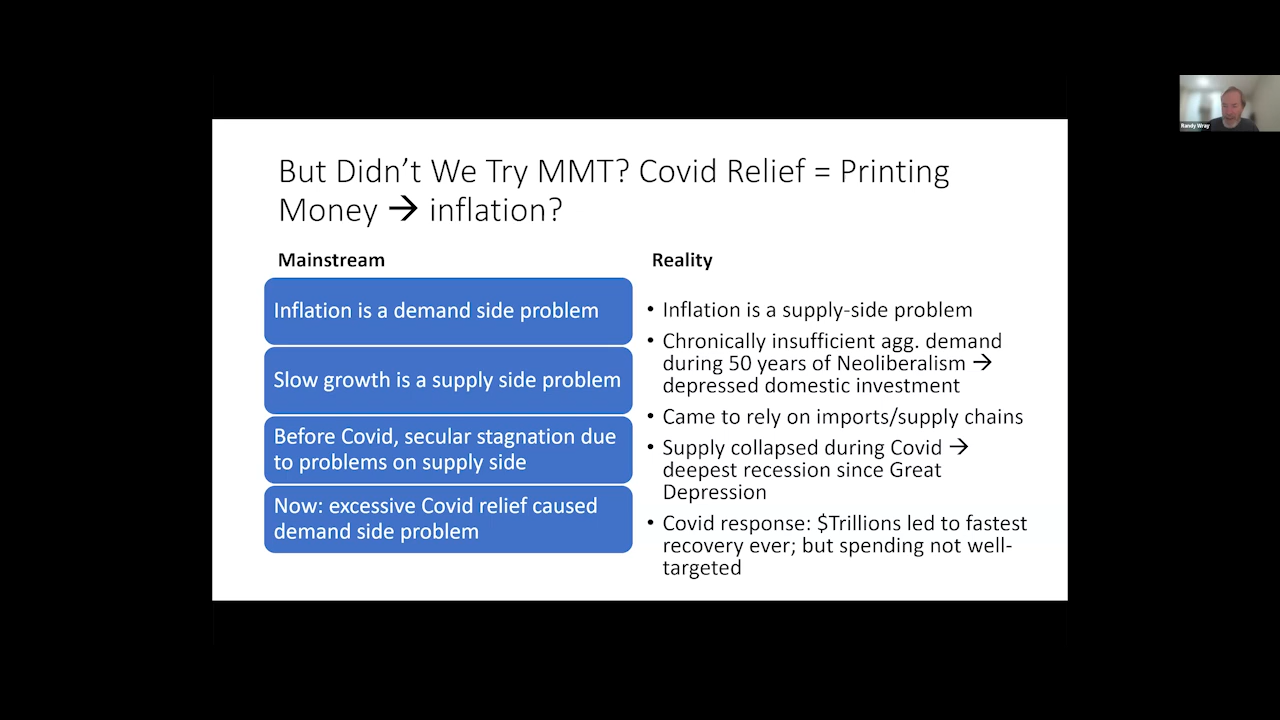 But Didn’t We Try MMT? Covid Relief = Printing
Money → inflation?
Mainstream
Inflation is a demand side problem
Slow growth is a supply side problem
Before Covid, secular stagnation due
to problems on supply side
Now: excessive Covid relief caused
demand side problem
Reality
• Inflation is a supply-side problem
• Chronically insufficient agg. demand
during 50 years of Neoliberalism →
depressed domestic investment
• Came to rely on imports/supply chains
• Supply collapsed during Covid →
deepest recession since Great
Depression
• Covid response: $Trillions led to fastest
recovery ever; but spending not well-
targeted
Randy Wray